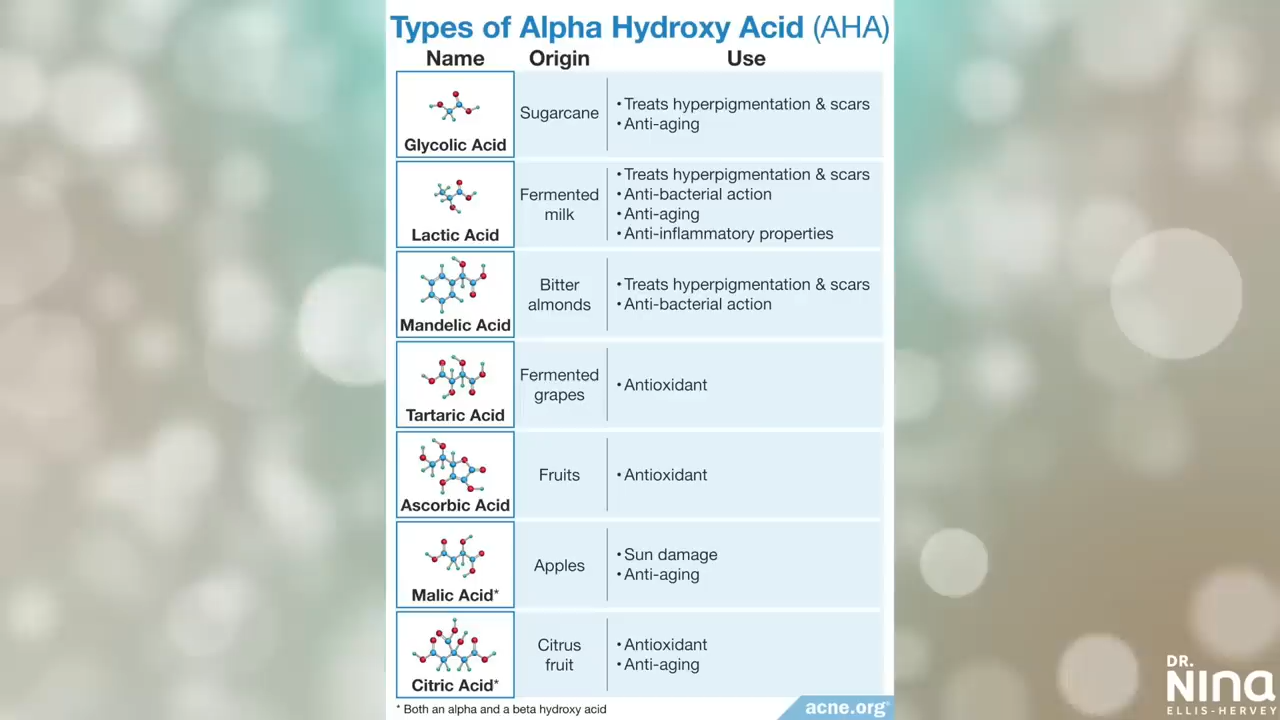 Types of Alpha Hydroxy Acid (AHA)
Name Origin Use
Glycolic Acid
Sugarcane
• Treats hyperpigmentation & scars
• Anti-aging
Lactic Acid
Fermented
milk
• Treats hyperpigmentation & scars
• Anti-bacterial action
• Anti-aging
• Anti-inflammatory properties
Mandelic Acid
Bitter
almonds
• Treats hyperpigmentation & scars
• Anti-bacterial action
Tartaric Acid
Fermented
grapes
• Antioxidant
Ascorbic Acid
Fruits
• Antioxidant
Malic Acid*
Apples
• Sun damage
• Anti-aging
Citric Acid*
Citrus
fruit
• Antioxidant
• Anti-aging
* Both an alpha and a beta hydroxy acid
acne.org®
DR.
Nina
ELLIS-HERVEY